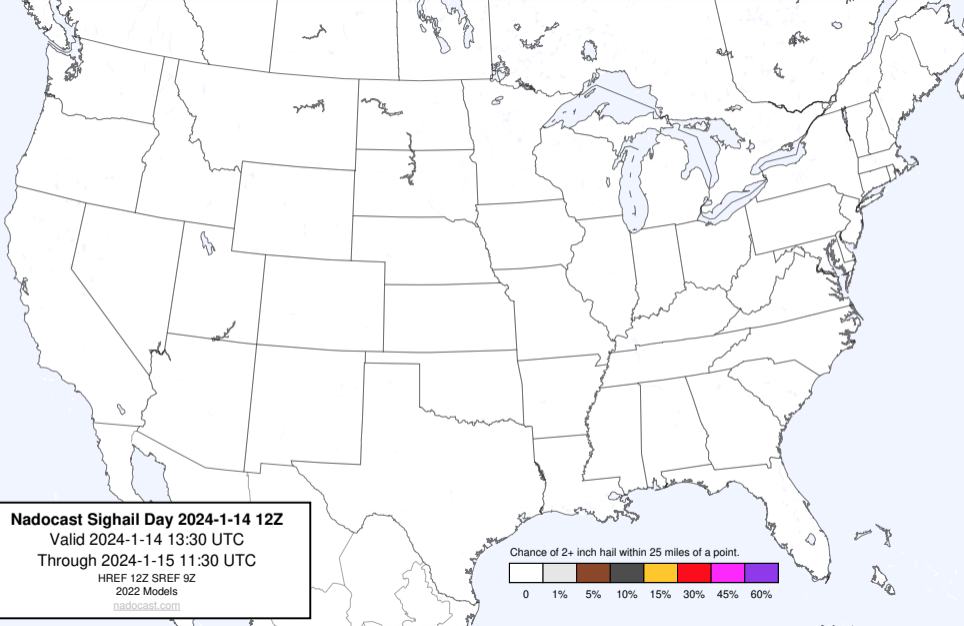 Nadocast Sighail Day 2024-1-14 12Z
Valid 2024-1-14 13:30 UTC
Through 2024-1-15 11:30 UTC
HREF 12Z SREF 9Z
2022 Models
nadocast.com
Chance of 2+ inch hail within 25 miles of a point.
0 1% 5% 10% 15% 30% 45% 60%